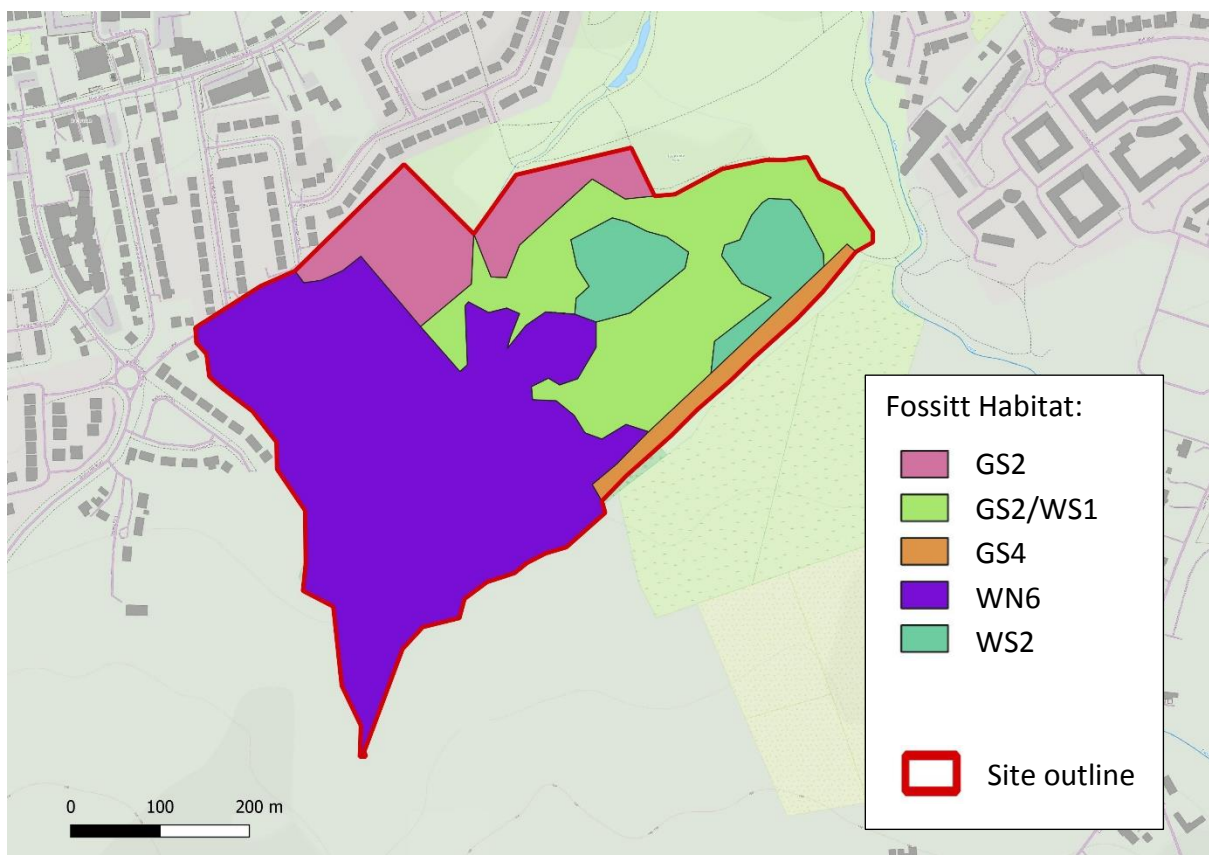 Fossitt Habitat:
GS2
GS2/WS1
GS4
WN6
WS2
Site outline
0 100 200 m